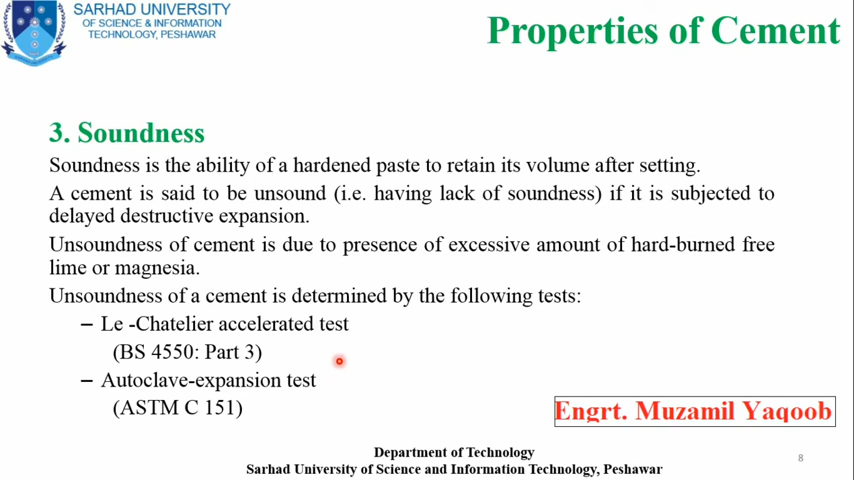 SARHAD UNIVERSITY
OF SCIENCE & INFORMATION
TECHNOLOGY, PESHAWAR
Properties of Cement
3. Soundness
Soundness is the ability of a hardened paste to retain its volume after setting.
A cement is said to be unsound (i.e. having lack of soundness) if it is subjected to
delayed destructive expansion.
Unsoundness of cement is due to presence of excessive amount of hard-burned free
lime or magnesia.
Unsoundness of a cement is determined by the following tests:
– Le -Chatelier accelerated test
(BS 4550: Part 3)
– Autoclave-expansion test
(ASTM C 151)
Engrt. Muzamil Yaqoob
Department of Technology
Sarhad University of Science and Information Technology, Peshawar
8